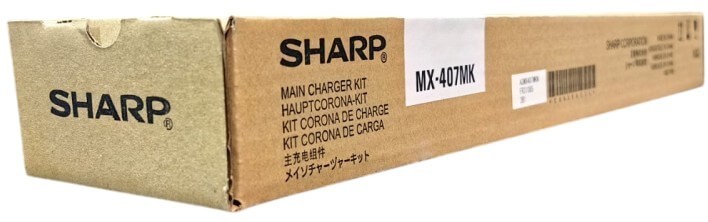 SHARP®
SHARP®
MAIN CHARGER KIT
HAUPTCORONA-KIT
KIT CORONA DE CHARGE
KIT CORONA DE CARGA
主充电组件
メインチャージャーキット
MX-407MK
SHARP CORPORATION